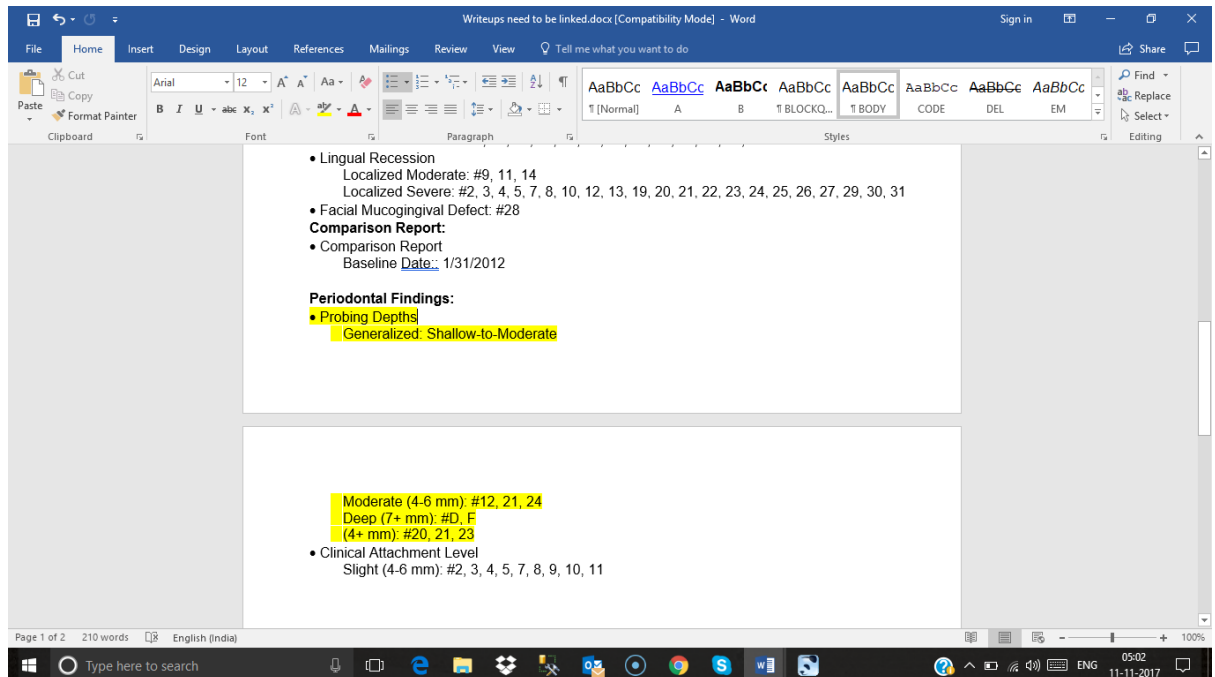 Writeups need to be linked.docx [Compatibility Mode] - Word
Sign in
File Home Insert Design Layout References Mailings Review View Tell me what you want to do
Share
Cut
Copy
Format Painter
Paste
Clipboard
Arial 12
Font
Paragraph
AaBbCc AaBbCc AaBbCc AaBbCc AaBbCc AaBbCc AaBbCc AaBbCc
¶ [Normal] A B ¶ BLOCKQ... ¶ BODY CODE DEL EM
Styles
Find
Replace
Select
Editing
• Lingual Recession
Localized Moderate: #9, 11, 14
Localized Severe: #2, 3, 4, 5, 7, 8, 10, 12, 13, 19, 20, 21, 22, 23, 24, 25, 26, 27, 29, 30, 31
• Facial Mucogingival Defect: #28
Comparison Report:
• Comparison Report
Baseline Date:: 1/31/2012
Periodontal Findings:
• Probing Depths
Generalized: Shallow-to-Moderate
Moderate (4-6 mm): #12, 21, 24
Deep (7+ mm): #D, F
(4+ mm): #20, 21, 23
• Clinical Attachment Level
Slight (4-6 mm): #2, 3, 4, 5, 7, 8, 9, 10, 11
Page 1 of 2 210 words English (India)
100%
Type here to search
ENG
05:02
11-11-2017